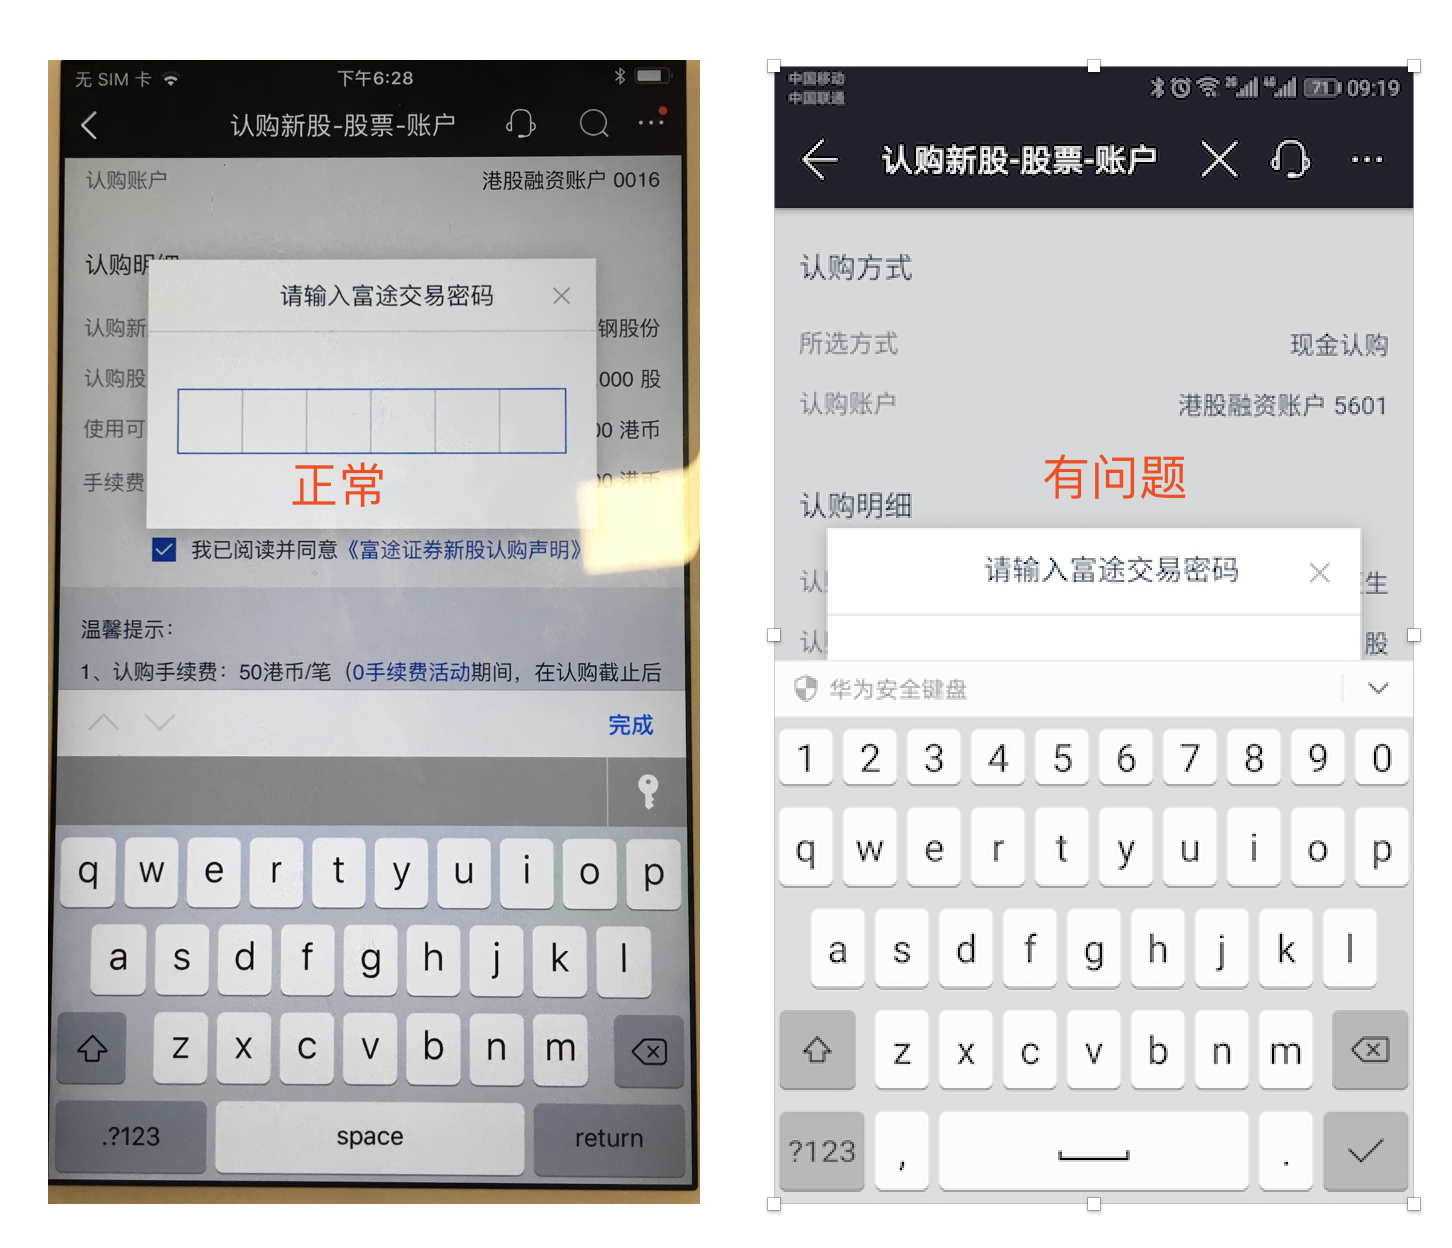 无 SIM 卡
下午6:28
认购新股-股票-账户
认购账户
港股融资账户 0016
认购明细
请输入富途交易密码
认购新
钢股份
认购股
000 股
使用可
00 港币
手续费
00 港币
正常
我已阅读并同意《富途证券新股认购声明》
温馨提示：
1、认购手续费：50港币/笔（0手续费活动期间，在认购截止后
完成
q w e r t y u i o p
a s d f g h j k l
z x c v b n m
.?123
space
return
中国移动
中国联通
71
09:19
认购新股-股票-账户
认购方式
所选方式
现金认购
认购账户
港股融资账户 5601
有问题
认购明细
请输入富途交易密码
认
生
认
股
华为安全键盘
1 2 3 4 5 6 7 8 9 0
q w e r t y u i o p
a s d f g h j k l
z x c v b n m
?123
,
.